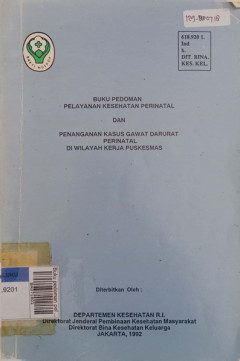 618.920 1
Ind
b.
DIT. BINA.
KES. KEL.
BUKU PEDOMAN
PELAYANAN KESEHATAN PERINATAL
DAN
PENANGANAN KASUS GAWAT DARURAT
PERINATAL
DI WILAYAH KERJA PUSKESMAS
Diterbitkan Oleh :
DEPARTEMEN KESEHATAN R.I.
Direktorat Jenderal Pembinaan Kesehatan Masyarakat
Direktorat Bina Kesehatan Keluarga
JAKARTA, 1992
.9201